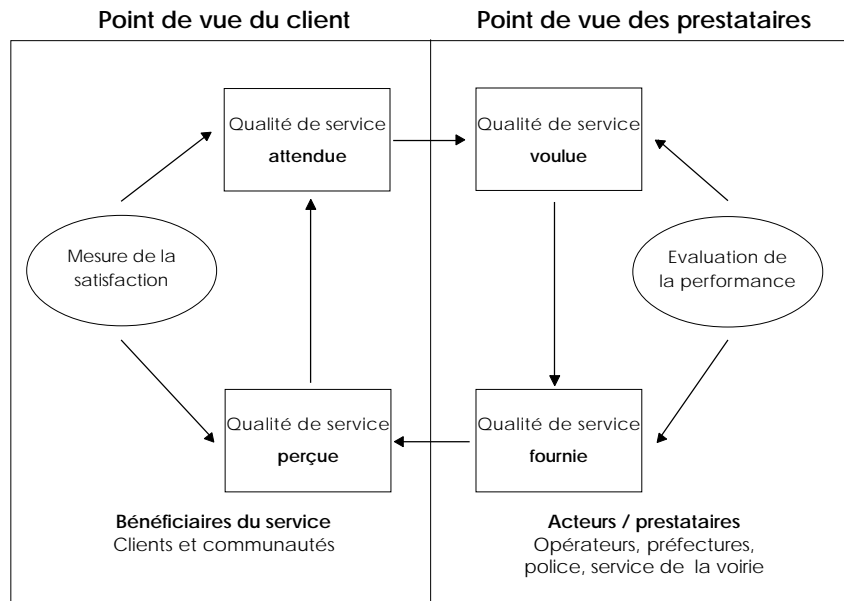 Point de vue du client
Point de vue des prestataires
Qualité de service
attendue
Qualité de service
voulue
Mesure de la
satisfaction
Evaluation de
la performance
Qualité de service
perçue
Qualité de service
fournie
Bénéficiaires du service
Clients et communautés
Acteurs / prestataires
Opérateurs, préfectures,
police, service de la voirie